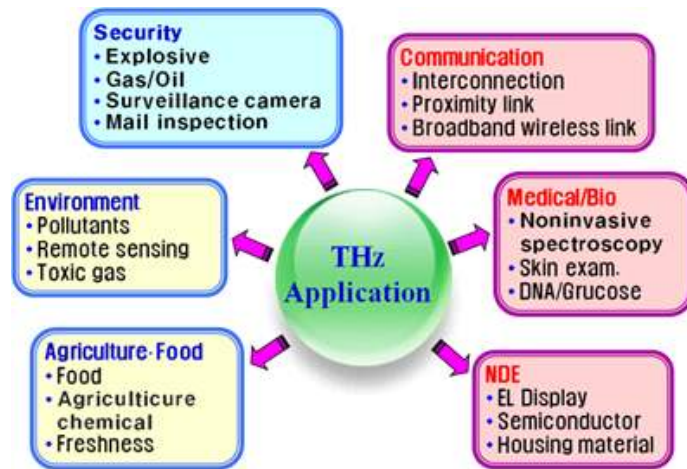 Security
• Explosive
• Gas/Oil
• Surveillance camera
• Mail inspection
Communication
• Interconnection
• Proximity link
• Broadband wireless link
Environment
• Pollutants
• Remote sensing
• Toxic gas
THz
Application
Medical/Bio
• Noninvasive
spectroscopy
• Skin exam.
• DNA/Grucose
Agriculture·Food
• Food
• Agriculticure
chemical
• Freshness
NDE
• EL Display
• Semiconductor
• Housing material